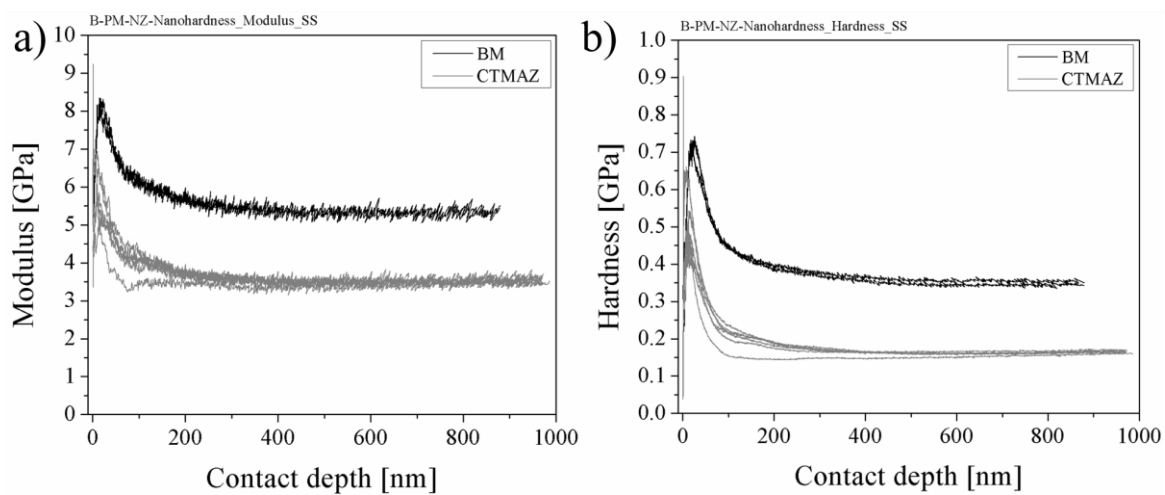 a)
B-PM-NZ-Nanohardness_Modulus_SS
BM
CTMAZ
Modulus [GPa]
10
9
8
7
6
5
4
3
2
1
0
0
200
400
600
800
1000
Contact depth [nm]
b)
B-PM-NZ-Nanohardness_Hardness_SS
BM
CTMAZ
Hardness [GPa]
1.0
0.9
0.8
0.7
0.6
0.5
0.4
0.3
0.2
0.1
0.0
0
200
400
600
800
1000
Contact depth [nm]